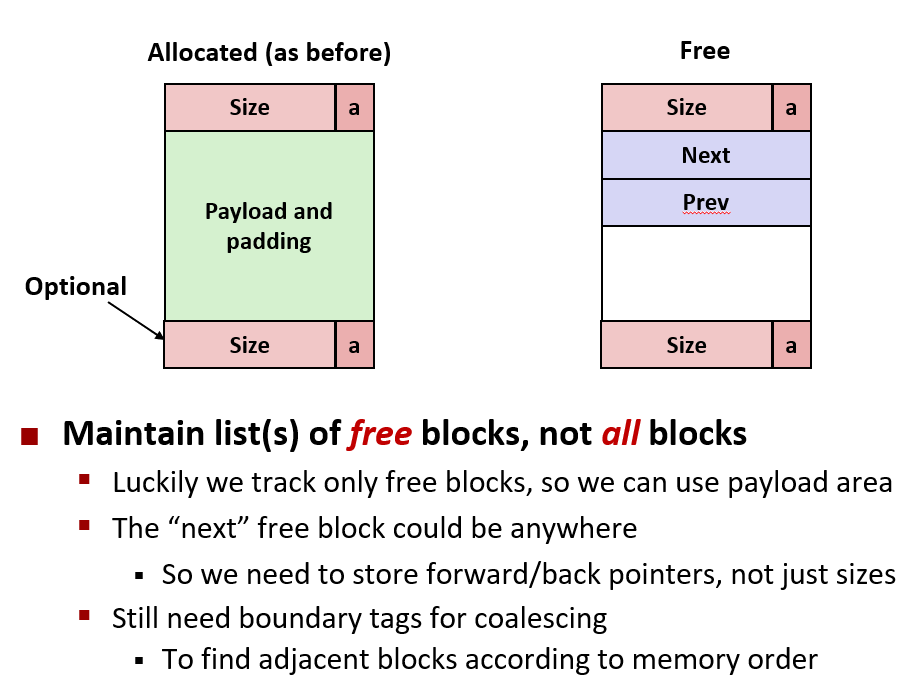 Allocated (as before)
Free
Size a
Size a
Next
Prev
Payload and
padding
Optional
Size a
Size a
Maintain list(s) of free blocks, not all blocks
Luckily we track only free blocks, so we can use payload area
The “next” free block could be anywhere
So we need to store forward/back pointers, not just sizes
Still need boundary tags for coalescing
To find adjacent blocks according to memory order